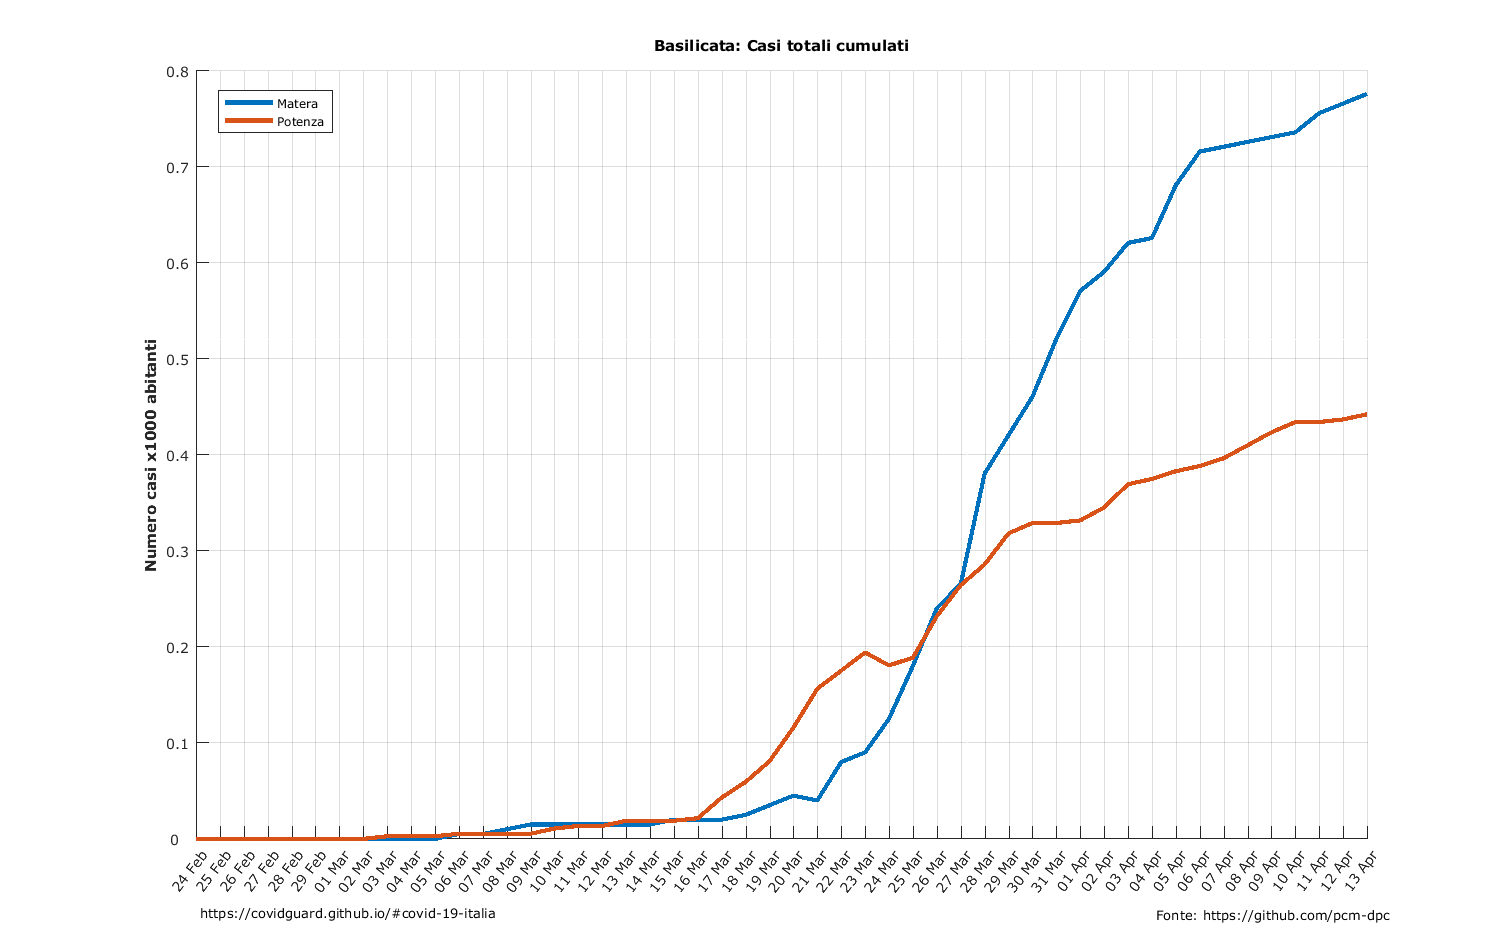 Basilicata: Casi totali cumulati
Matera
Potenza
Numero casi x1000 abitanti
0.8
0.7
0.6
0.5
0.4
0.3
0.2
0.1
0
24 Feb
25 Feb
26 Feb
27 Feb
28 Feb
29 Feb
01 Mar
02 Mar
03 Mar
04 Mar
05 Mar
06 Mar
07 Mar
08 Mar
09 Mar
10 Mar
11 Mar
12 Mar
13 Mar
14 Mar
15 Mar
16 Mar
17 Mar
18 Mar
19 Mar
20 Mar
21 Mar
22 Mar
23 Mar
24 Mar
25 Mar
26 Mar
27 Mar
28 Mar
29 Mar
30 Mar
31 Mar
01 Apr
02 Apr
03 Apr
04 Apr
05 Apr
06 Apr
07 Apr
08 Apr
09 Apr
10 Apr
11 Apr
12 Apr
13 Apr
https://covidguard.github.io/#covid-19-italia
Fonte: https://github.com/pcm-dpc